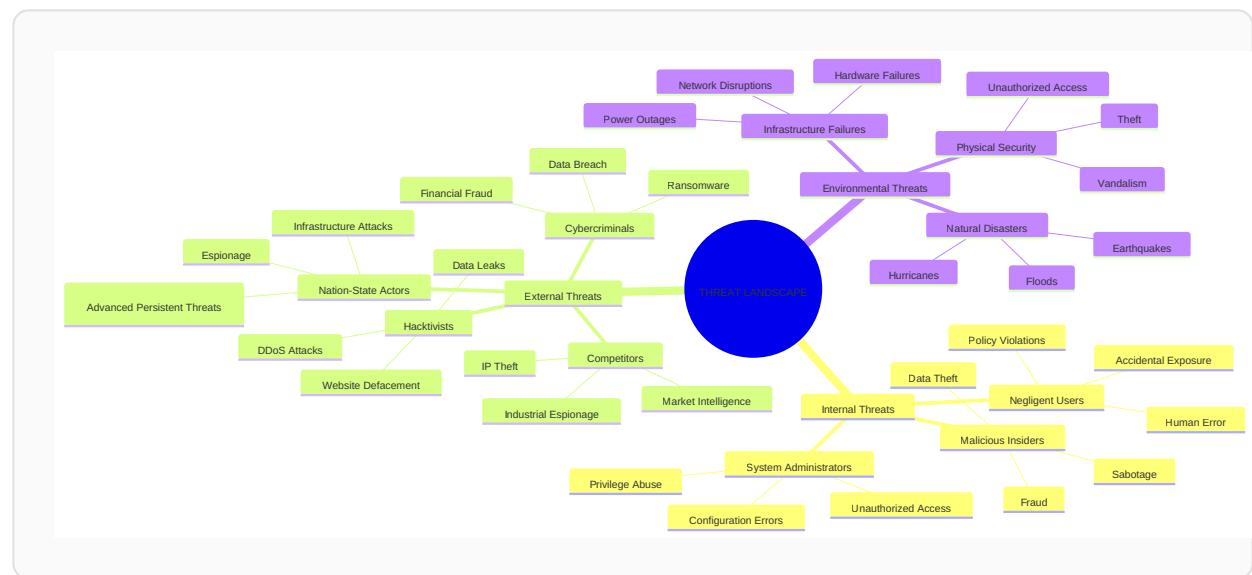 THREAT LANDSCAPE
Environmental Threats
Infrastructure Failures
Network Disruptions
Hardware Failures
Power Outages
Physical Security
Unauthorized Access
Theft
Vandalism
Natural Disasters
Earthquakes
Hurricanes
Floods
External Threats
Cybercriminals
Data Breach
Ransomware
Financial Fraud
Nation-State Actors
Infrastructure Attacks
Espionage
Advanced Persistent Threats
Hacktivists
Data Leaks
DDoS Attacks
Website Defacement
Competitors
IP Theft
Industrial Espionage
Market Intelligence
Internal Threats
Negligent Users
Policy Violations
Accidental Exposure
Human Error
Malicious Insiders
Data Theft
Sabotage
Fraud
System Administrators
Privilege Abuse
Configuration Errors
Unauthorized Access